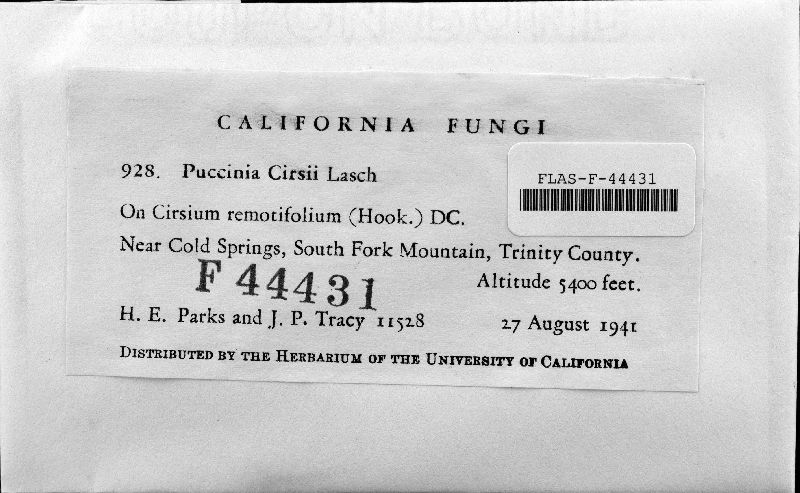 CALIFORNIA FUNGI
928. Puccinia Cirsii Lasch
FLAS-F-44431
On Cirsium remotifolium (Hook.) DC.
Near Cold Springs, South Fork Mountain, Trinity County.
F 44431
Altitude 5400 feet.
H. E. Parks and J. P. Tracy 11528
27 August 1941
DISTRIBUTED BY THE HERBARIUM OF THE UNIVERSITY OF CALIFORNIA